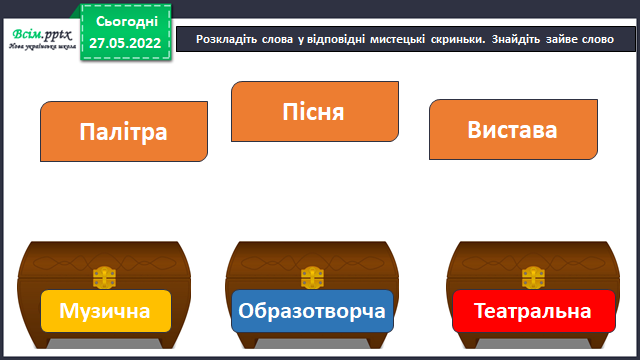 Всім.pptx
Нова українська школа
Сьогодні
27.05.2022
Розкладіть слова у відповідні мистецькі скриньки. Знайдіть зайве слово
Палітра
Пісня
Вистава
Музична
Образотворча
Театральна